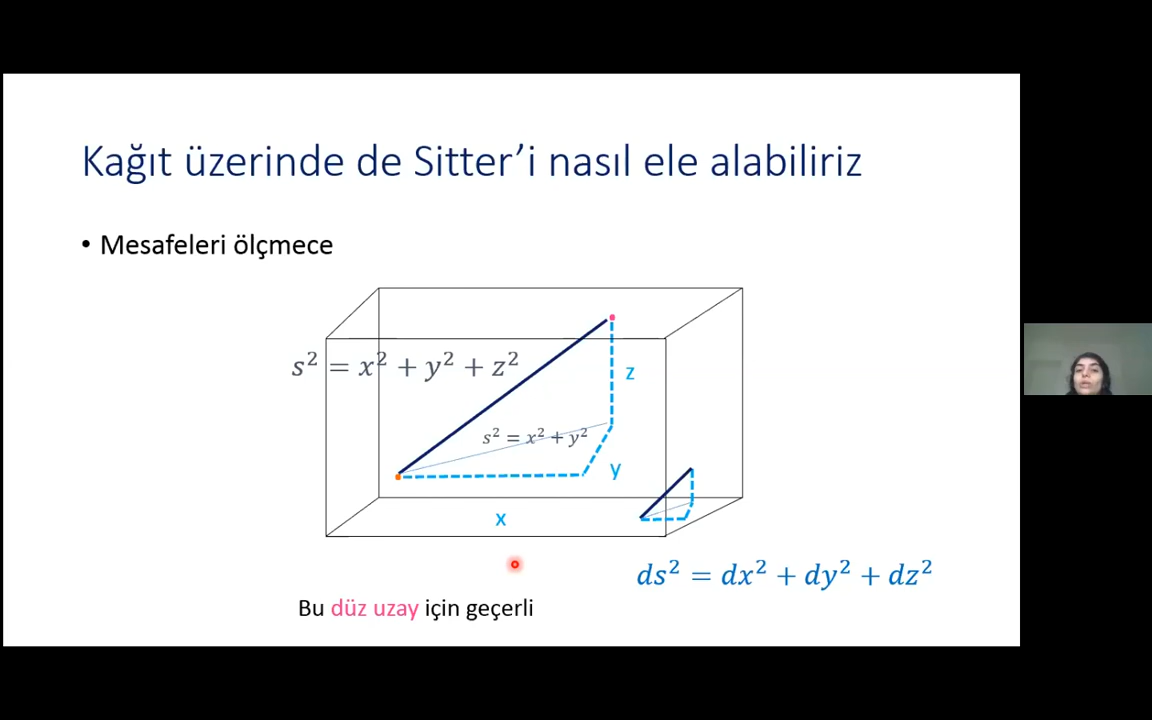 Kağıt üzerinde de Sitter’i nasıl ele alabiliriz
• Mesafeleri ölçmece
s² = x² + y² + z²
z
s² = x² + y²
y
x
ds² = dx² + dy² + dz²
Bu düz uzay için geçerli